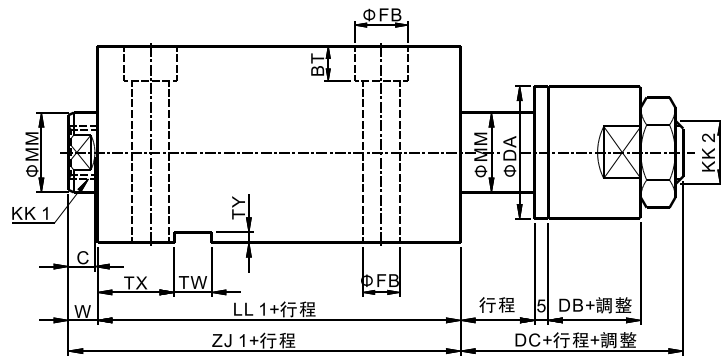 ΦFB
BT
ΦMM
ΦMM
ΦDA
KK 2
KK 1
TY
C
TX
TW
ΦFB
W
LL 1+行程
行程
5
DB+調整
ZJ 1+行程
DC+行程+調整